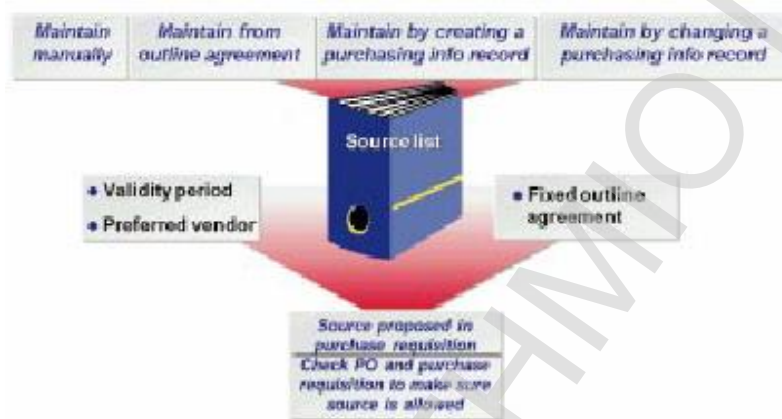 Maintain
manually
Maintain from
outline agreement
Maintain by creating a
purchasing info record
Maintain by changing a
purchasing info record
Source list
Validity period
Preferred vendor
Fixed outline
agreement
Source proposed in
purchase requisition
Check PO and purchase
requisition to make sure
source is allowed